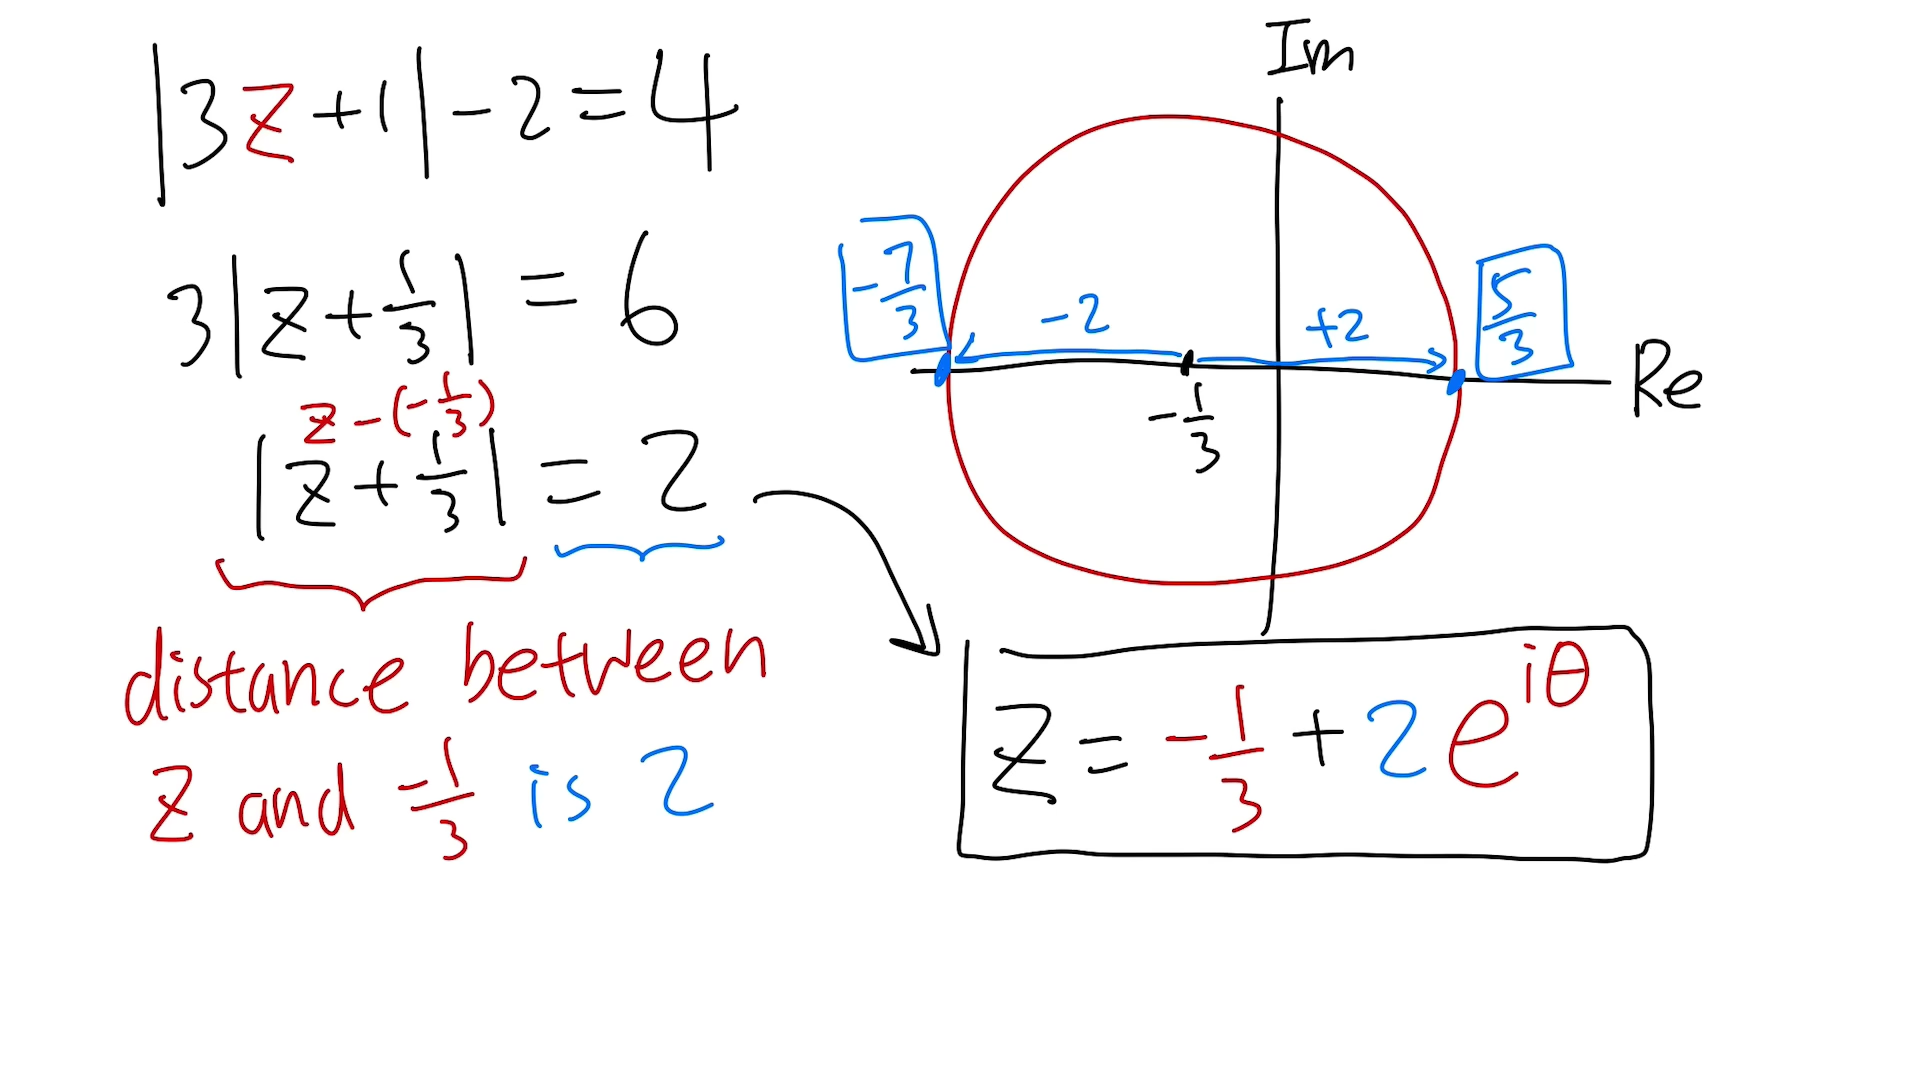 |3z+1|-2=4
3|z+1/3|=6
z-(-1/3)
|z+1/3|=2
distance between
z and -1/3 is 2
Im
-7/3
-2
+2
5/3
Re
-1/3
z=-1/3+2e^{iθ}